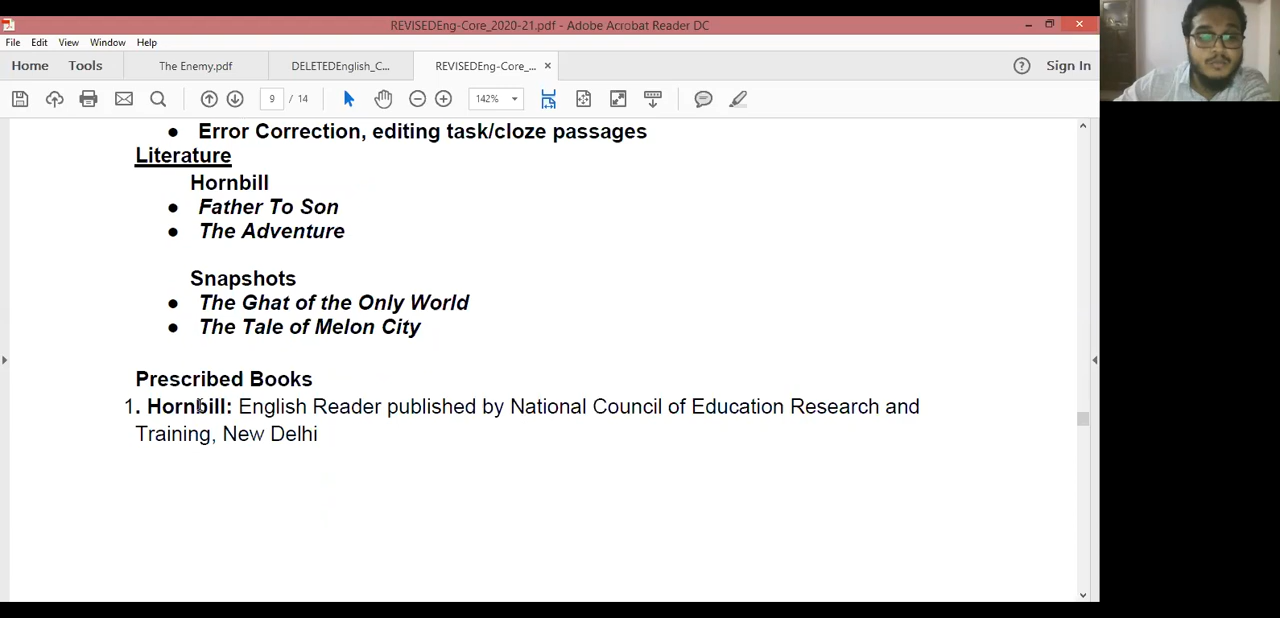 REVISEDEng-Core_2020-21.pdf - Adobe Acrobat Reader DC
File Edit View Window Help
Home Tools The Enemy.pdf DELETEDEnglish_C... REVISEDEng-Core_... × ? Sign In
9 / 14 142%
● Error Correction, editing task/cloze passages
Literature
Hornbill
● Father To Son
● The Adventure
Snapshots
● The Ghat of the Only World
● The Tale of Melon City
Prescribed Books
1. Hornbill: English Reader published by National Council of Education Research and
Training, New Delhi